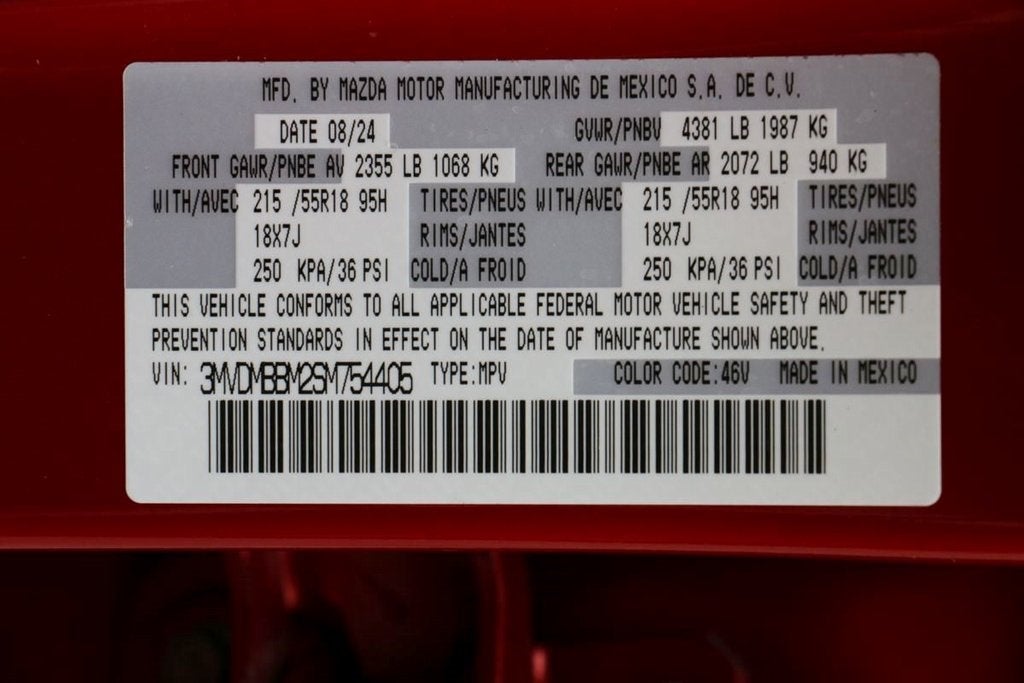 MFD. BY MAZDA MOTOR MANUFACTURING DE MEXICO S.A. DE C.V.
DATE 08/24 GVWR/PNBV 4381 LB 1987 KG
FRONT GAWR/PNBE AV 2355 LB 1068 KG REAR GAWR/PNBE AR 2072 LB 940 KG
WITH/AVEC 215 /55R18 95H TIRES/PNEUS WITH/AVEC 215 /55R18 95H TIRES/PNEUS
18X7J RIMS/JANTES 18X7J RIMS/JANTES
250 KPA/36 PSI COLD/A FROID 250 KPA/36 PSI COLD/A FROID
THIS VEHICLE CONFORMS TO ALL APPLICABLE FEDERAL MOTOR VEHICLE SAFETY AND THEFT
PREVENTION STANDARDS IN EFFECT ON THE DATE OF MANUFACTURE SHOWN ABOVE.
VIN: 3MVDMBBM2SM754405 TYPE:MPV COLOR CODE:46V MADE IN MEXICO